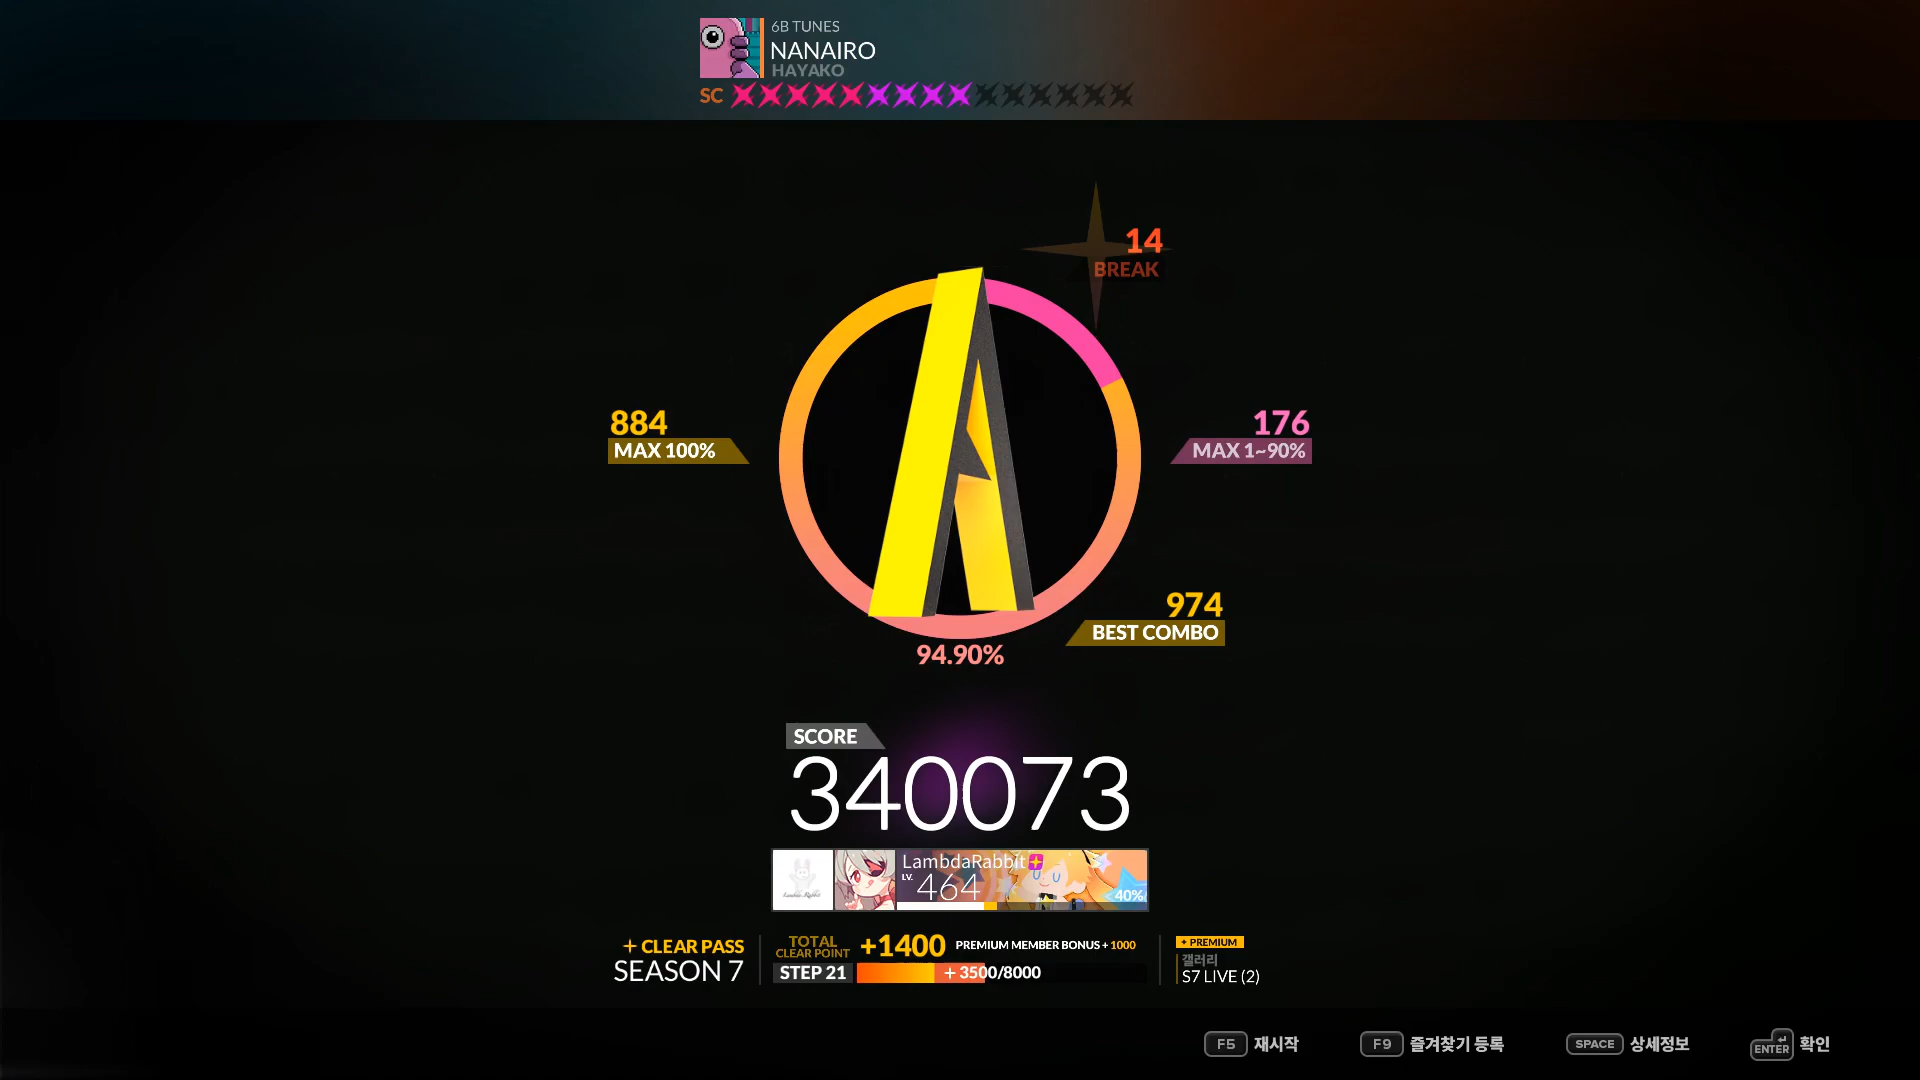 6B TUNES
NANAIRO
HAYAKO
SC
14
BREAK
A
884
MAX 100%
176
MAX 1~90%
974
BEST COMBO
94.90%
SCORE
340073
Lambda Rabbit
LambdaRabbit
LV. 464
40%
+ CLEAR PASS
SEASON 7
TOTAL
CLEAR POINT
+1400
PREMIUM MEMBER BONUS + 1000
STEP 21
+ 3500/8000
+ PREMIUM
갤러리
S7 LIVE (2)
F5 재시작
F9 즐겨찾기 등록
SPACE 상세정보
ENTER 확인